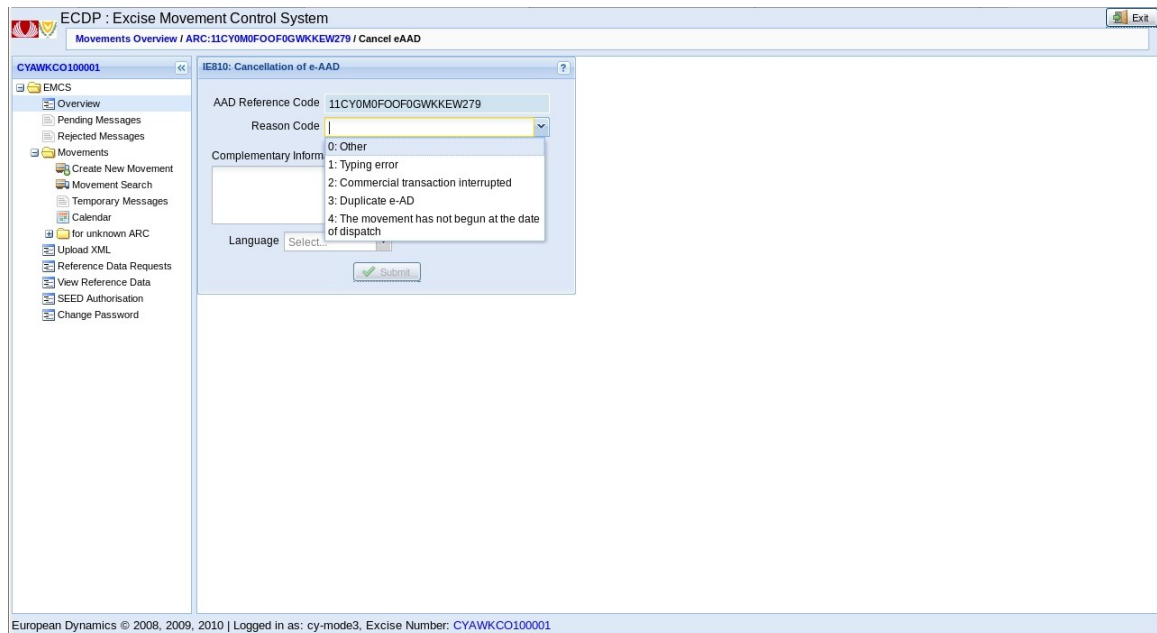 ECDP : Excise Movement Control System
Exit
Movements Overview / ARC:11CY0M0FOOF0GWKKEW279 / Cancel eAAD
CYAWKCO100001
EMCS
Overview
Pending Messages
Rejected Messages
Movements
Create New Movement
Movement Search
Temporary Messages
Calendar
for unknown ARC
Upload XML
Reference Data Requests
View Reference Data
SEED Authorisation
Change Password
IE810: Cancellation of e-AAD
?
AAD Reference Code 11CY0M0FOOF0GWKKEW279
Reason Code
0: Other
1: Typing error
2: Commercial transaction interrupted
3: Duplicate e-AD
4: The movement has not begun at the date
of dispatch
Complementary Inform
Language Select...
Submit
European Dynamics © 2008, 2009, 2010 | Logged in as: cy-mode3, Excise Number: CYAWKCO100001